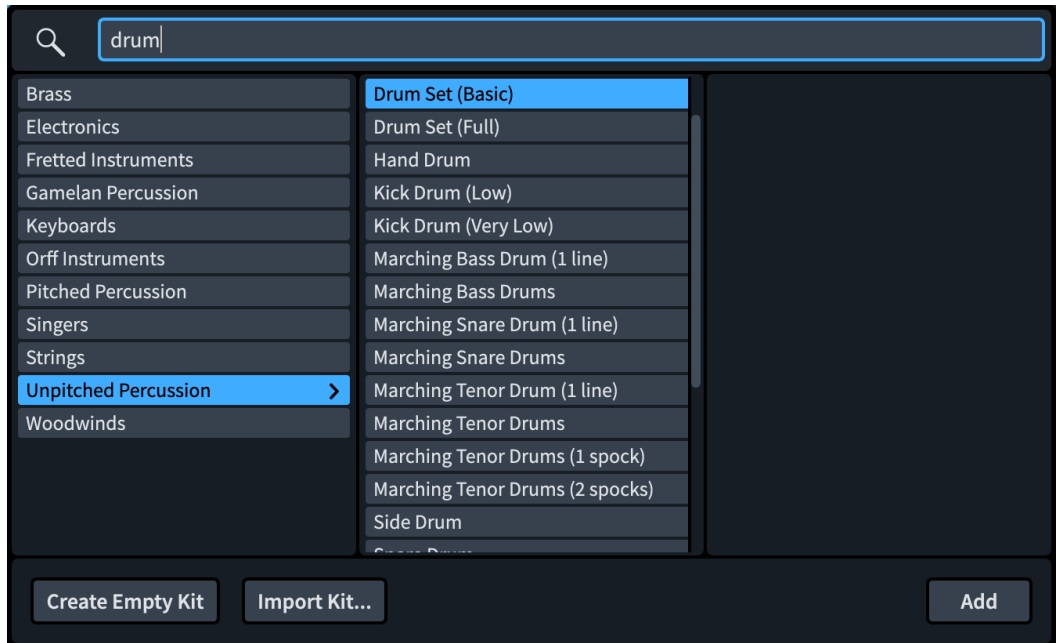 drum
Brass
Electronics
Fretted Instruments
Gamelan Percussion
Keyboards
Orff Instruments
Pitched Percussion
Singers
Strings
Unpitched Percussion
Woodwinds
Drum Set (Basic)
Drum Set (Full)
Hand Drum
Kick Drum (Low)
Kick Drum (Very Low)
Marching Bass Drum (1 line)
Marching Bass Drums
Marching Snare Drum (1 line)
Marching Snare Drums
Marching Tenor Drum (1 line)
Marching Tenor Drums
Marching Tenor Drums (1 spock)
Marching Tenor Drums (2 spocks)
Side Drum
Create Empty Kit
Import Kit...
Add